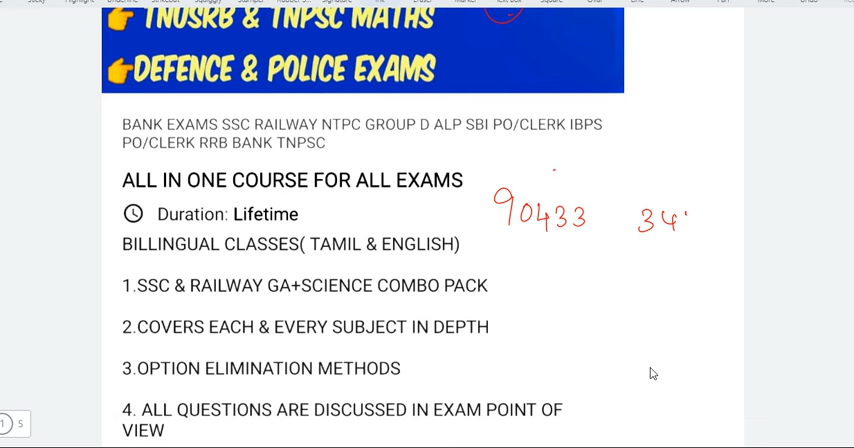 TNUSRB & TNPSC MATHS
DEFENCE & POLICE EXAMS
BANK EXAMS SSC RAILWAY NTPC GROUP D ALP SBI PO/CLERK IBPS
PO/CLERK RRB BANK TNPSC
ALL IN ONE COURSE FOR ALL EXAMS
Duration: Lifetime
90433 34
BILLINGUAL CLASSES( TAMIL & ENGLISH)
1.SSC & RAILWAY GA+SCIENCE COMBO PACK
2.COVERS EACH & EVERY SUBJECT IN DEPTH
3.OPTION ELIMINATION METHODS
4. ALL QUESTIONS ARE DISCUSSED IN EXAM POINT OF
VIEW
1 5